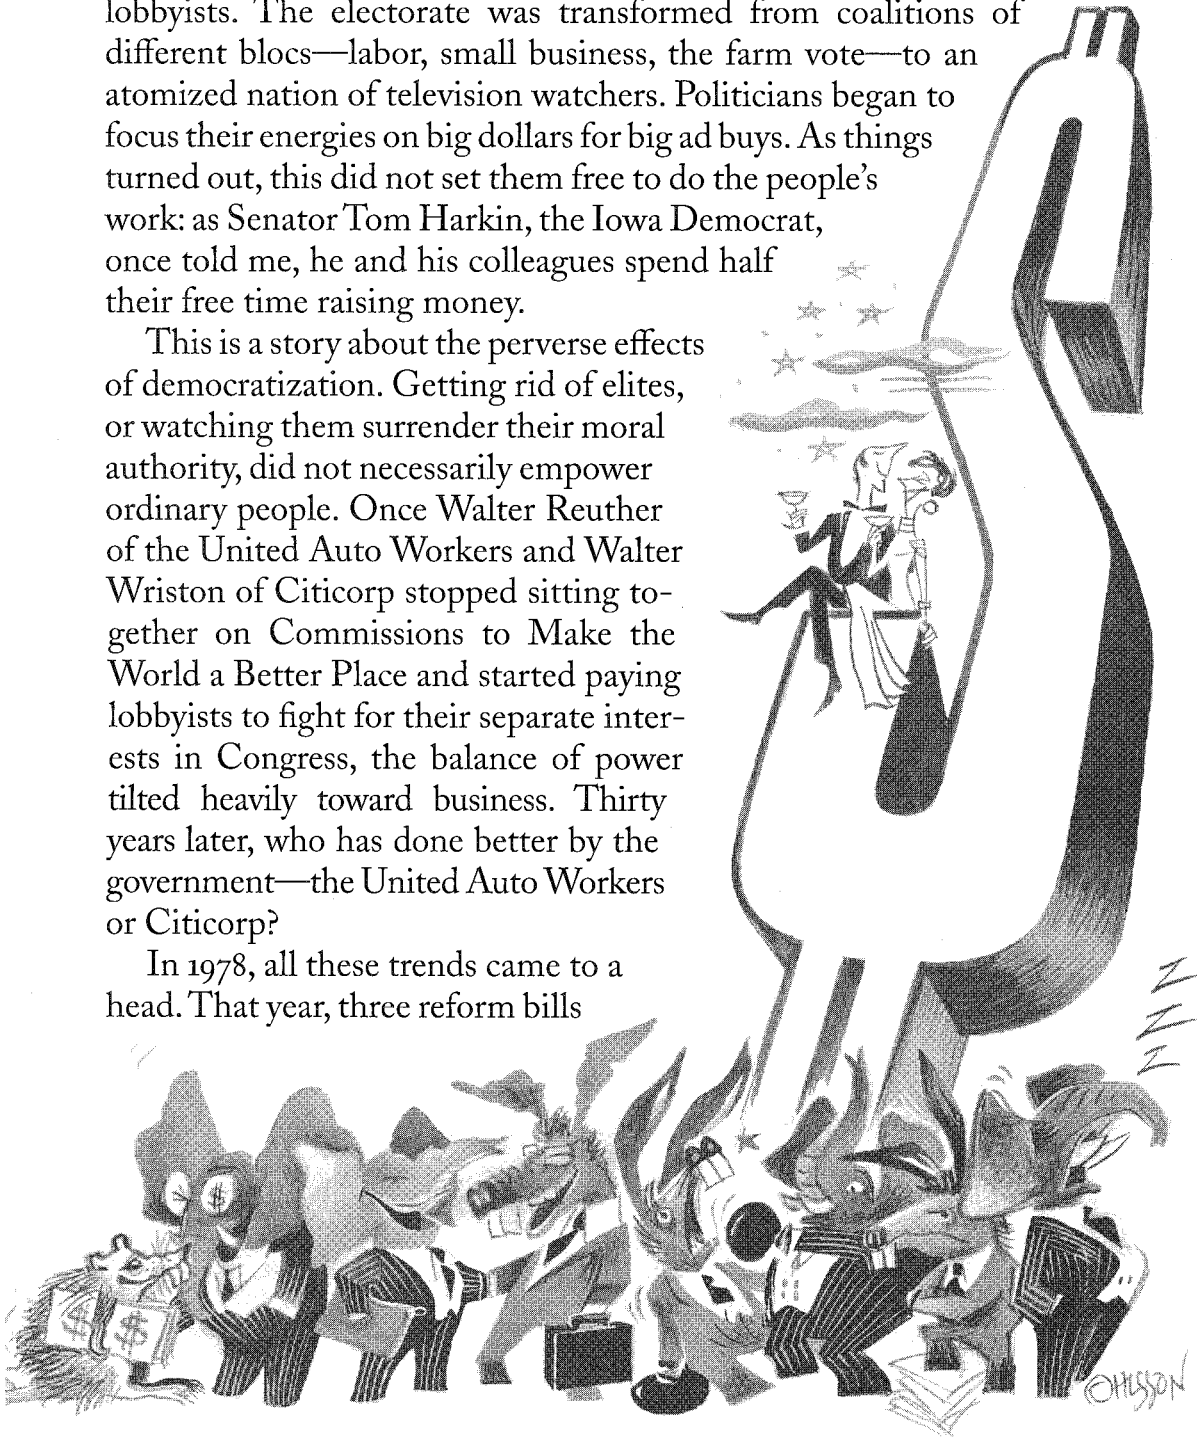 lobbyists. The electorate was transformed from coalitions of
different blocs—labor, small business, the farm vote—to an
atomized nation of television watchers. Politicians began to
focus their energies on big dollars for big ad buys. As things
turned out, this did not set them free to do the people's
work: as Senator Tom Harkin, the Iowa Democrat,
once told me, he and his colleagues spend half
their free time raising money.
This is a story about the perverse effects
of democratization. Getting rid of elites,
or watching them surrender their moral
authority, did not necessarily empower
ordinary people. Once Walter Reuther
of the United Auto Workers and Walter
Wriston of Citicorp stopped sitting to-
gether on Commissions to Make the
World a Better Place and started paying
lobbyists to fight for their separate inter-
ests in Congress, the balance of power
tilted heavily toward business. Thirty
years later, who has done better by the
government—the United Auto Workers
or Citicorp?
In 1978, all these trends came to a
head. That year, three reform bills
Z
Z
Z
$
$ $
©OHLSSON